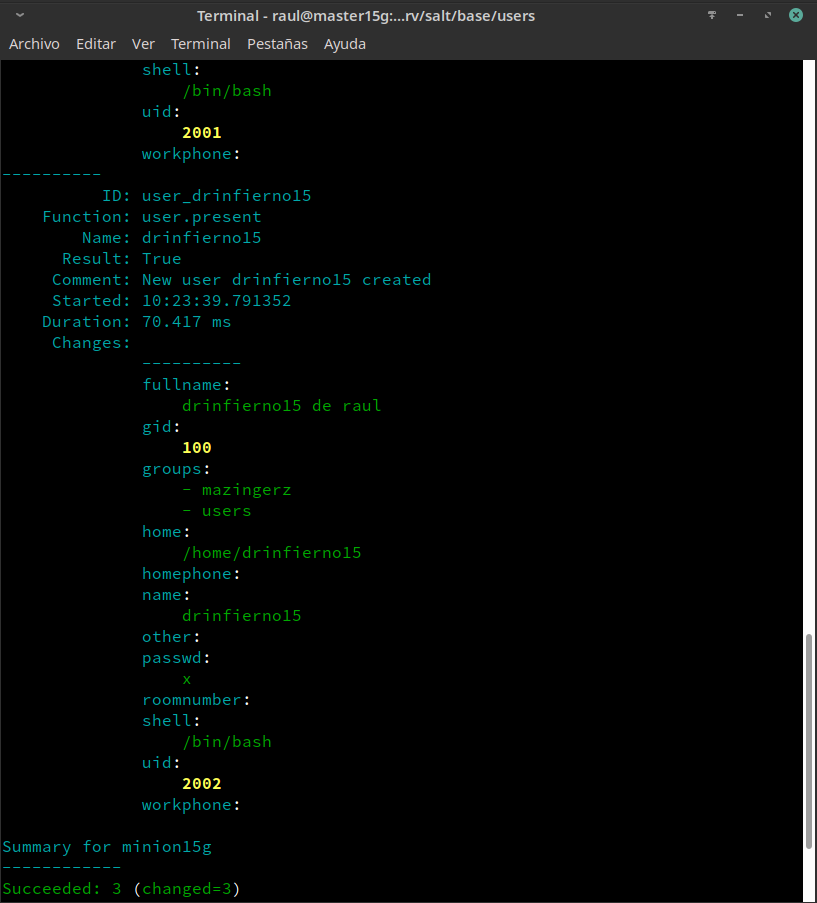 Terminal - raul@master15g:...rv/salt/base/users
Archivo Editar Ver Terminal Pestañas Ayuda
shell:
/bin/bash
uid:
2001
workphone:
----------
ID: user_drinfierno15
Function: user.present
Name: drinfierno15
Result: True
Comment: New user drinfierno15 created
Started: 10:23:39.791352
Duration: 70.417 ms
Changes:
----------
fullname:
drinfierno15 de raul
gid:
100
groups:
- mazingerz
- users
home:
/home/drinfierno15
homephone:
name:
drinfierno15
other:
passwd:
x
roomnumber:
shell:
/bin/bash
uid:
2002
workphone:
Summary for minion15g
------------
Succeeded: 3 (changed=3)